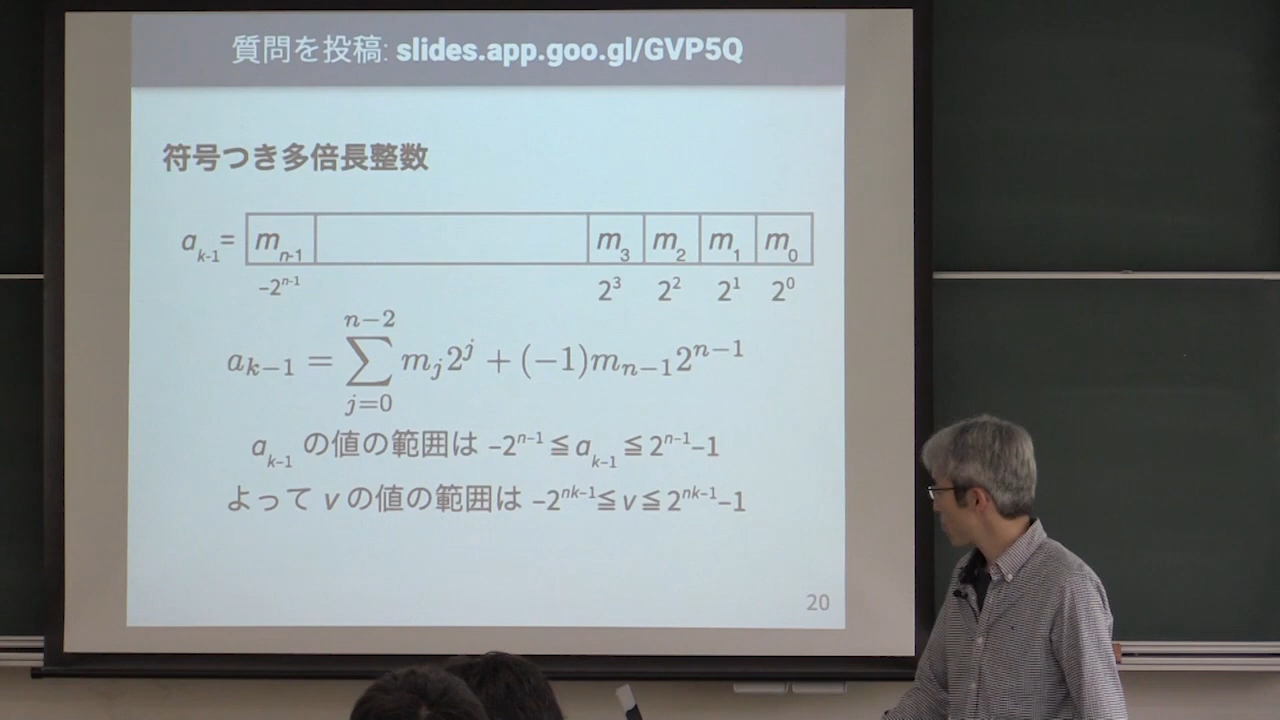 質問を投稿: slides.app.goo.gl/GVP5Q
符号つき多倍長整数
a_{k-1}= m_{n-1} m_3 m_2 m_1 m_0
–2^{n-1} 2^3 2^2 2^1 2^0
a_{k−1} = \sum_{j=0}^{n−2} m_j 2^j + (−1)m_{n−1}2^{n−1}
a_{k–1} の値の範囲は –2^{n–1} ≦ a_{k–1} ≦ 2^{n–1}–1
よって v の値の範囲は –2^{nk–1} ≦ v ≦ 2^{nk–1}–1
20